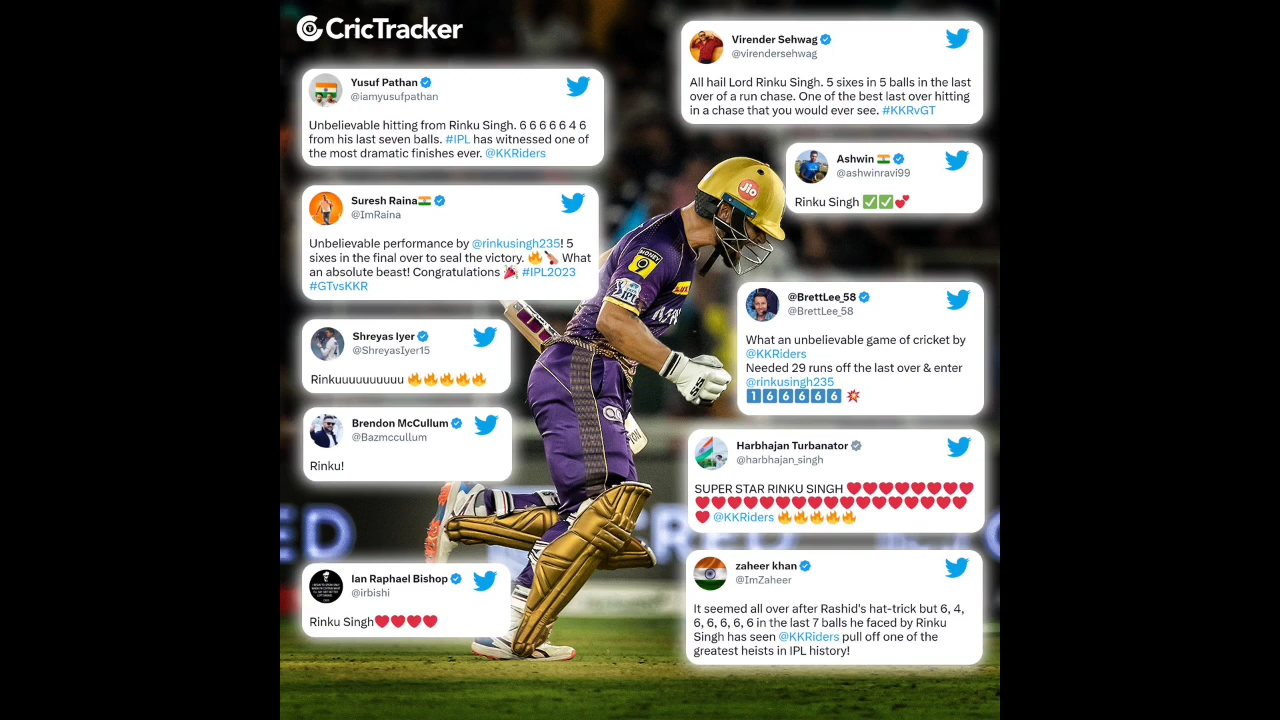 CricTracker
Yusuf Pathan
@iamyusufpathan
Unbelievable hitting from Rinku Singh. 6 6 6 6 6 4 6
from his last seven balls. #IPL has witnessed one of
the most dramatic finishes ever. @KKRiders
Suresh Raina🇮🇳
@ImRaina
Unbelievable performance by @rinkusingh235! 5
sixes in the final over to seal the victory. 🔥🏏 What
an absolute beast! Congratulations 🎉 #IPL2023
#GTvsKKR
Shreyas Iyer
@ShreyasIyer15
Rinkuuuuuuuuuu 🔥🔥🔥🔥🔥
Brendon McCullum
@Bazmccullum
Rinku!
Ian Raphael Bishop
@irbishi
Rinku Singh❤️❤️❤️❤️
Virender Sehwag
@virendersehwag
All hail Lord Rinku Singh. 5 sixes in 5 balls in the last
over of a run chase. One of the best last over hitting
in a chase that you would ever see. #KKRvGT
Ashwin 🇮🇳
@ashwinravi99
Rinku Singh ✅✅💕
@BrettLee_58
@BrettLee_58
What an unbelievable game of cricket by
@KKRiders
Needed 29 runs off the last over & enter
@rinkusingh235
1️⃣6️⃣6️⃣6️⃣6️⃣6️⃣ 💥
Harbhajan Turbanator
@harbhajan_singh
SUPER STAR RINKU SINGH ❤️❤️❤️❤️❤️❤️❤️❤️
❤️❤️❤️❤️❤️❤️❤️❤️❤️❤️❤️❤️❤️❤️❤️❤️❤️
❤️ @KKRiders 🔥🔥🔥🔥🔥
zaheer khan
@ImZaheer
It seemed all over after Rashid's hat-trick but 6, 4,
6, 6, 6, 6, 6 in the last 7 balls he faced by Rinku
Singh has seen @KKRiders pull off one of the
greatest heists in IPL history!
Jio
9
IPL
SS